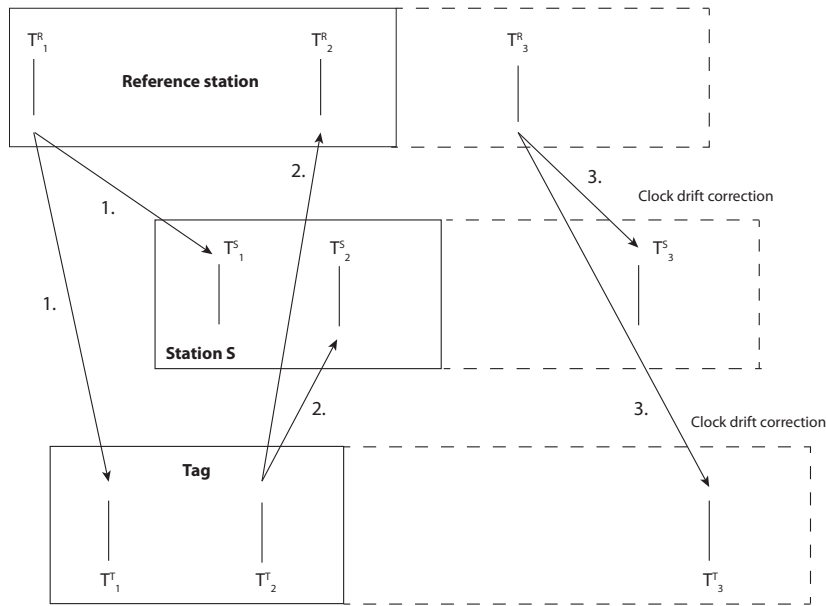 T^R_1
T^R_2
T^R_3
Reference station
2.
3.
1.
Clock drift correction
T^S_1
T^S_2
T^S_3
1.
Station S
2.
3.
Clock drift correction
Tag
T^T_1
T^T_2
T^T_3